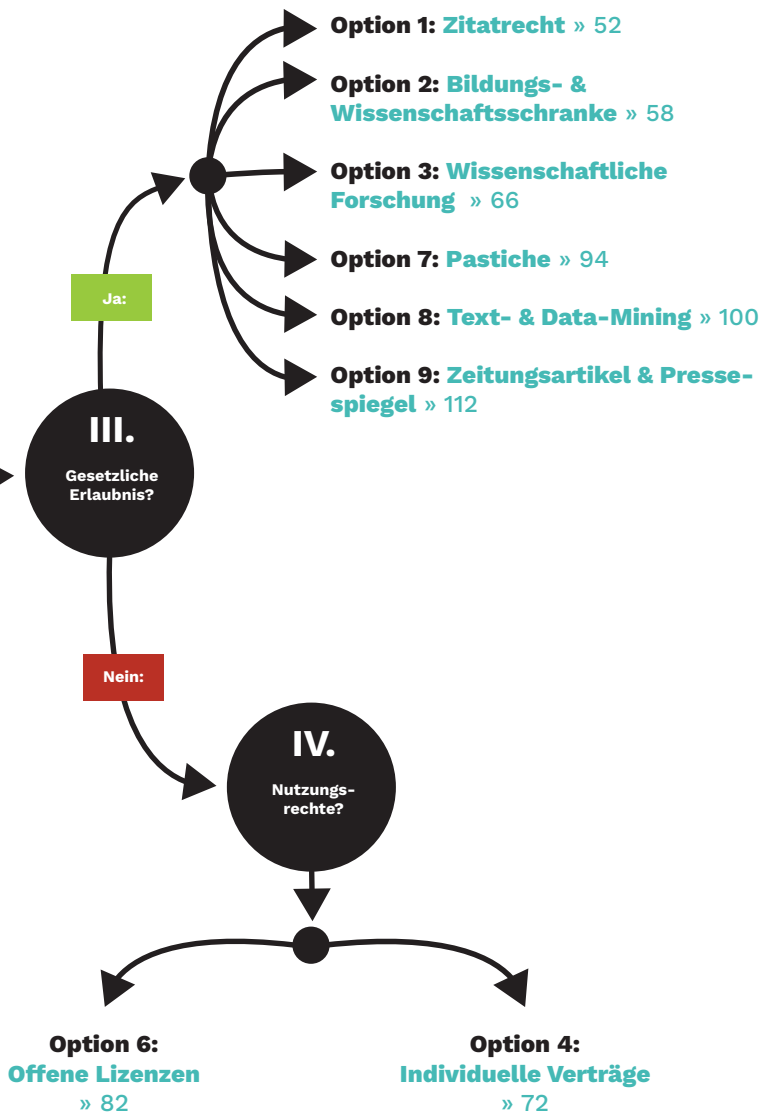 Option 1: Zitatrecht » 52
Option 2: Bildungs- &
Wissenschaftsschranke » 58
Option 3: Wissenschaftliche
Forschung » 66
Option 7: Pastiche » 94
Option 8: Text- & Data-Mining » 100
Option 9: Zeitungsartikel & Presse-
spiegel » 112
Ja:
III.
Gesetzliche
Erlaubnis?
Nein:
IV.
Nutzungs-
rechte?
Option 6:
Offene Lizenzen
» 82
Option 4:
Individuelle Verträge
» 72